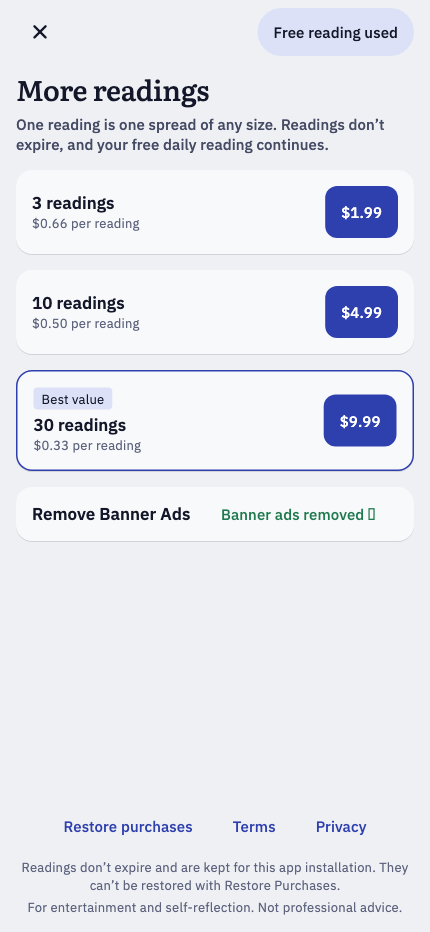 Free reading used
More readings
One reading is one spread of any size. Readings don’t
expire, and your free daily reading continues.
3 readings
$0.66 per reading
$1.99
10 readings
$0.50 per reading
$4.99
Best value
30 readings
$0.33 per reading
$9.99
Remove Banner Ads
Banner ads removed
Restore purchases
Terms
Privacy
Readings don’t expire and are kept for this app installation. They
can’t be restored with Restore Purchases.
For entertainment and self-reflection. Not professional advice.